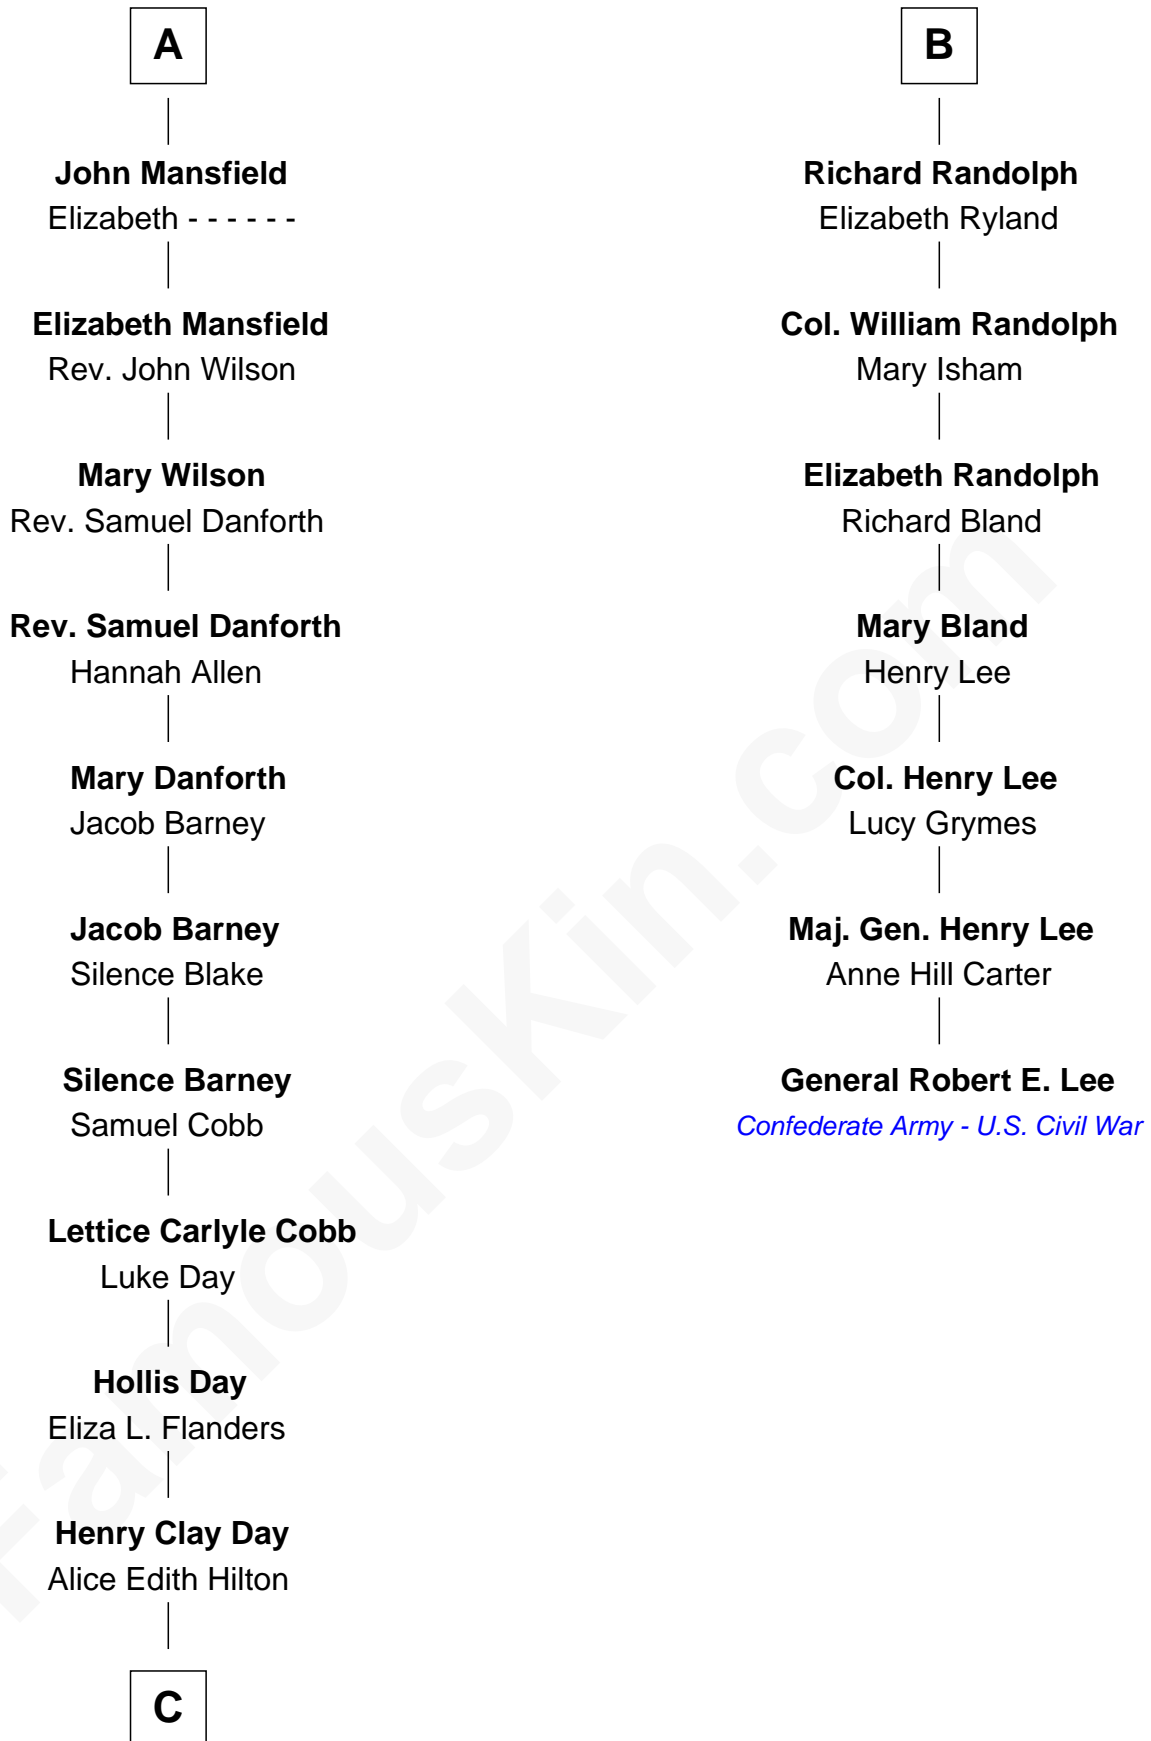 A
John Mansfield
Elizabeth - - - - - -
Elizabeth Mansfield
Rev. John Wilson
Mary Wilson
Rev. Samuel Danforth
Rev. Samuel Danforth
Hannah Allen
Mary Danforth
Jacob Barney
Jacob Barney
Silence Blake
Silence Barney
Samuel Cobb
Lettice Carlyle Cobb
Luke Day
Hollis Day
Eliza L. Flanders
Henry Clay Day
Alice Edith Hilton
C
B
Richard Randolph
Elizabeth Ryland
Col. William Randolph
Mary Isham
Elizabeth Randolph
Richard Bland
Mary Bland
Henry Lee
Col. Henry Lee
Lucy Grymes
Maj. Gen. Henry Lee
Anne Hill Carter
General Robert E. Lee
Confederate Army - U.S. Civil War
FamousKin.com